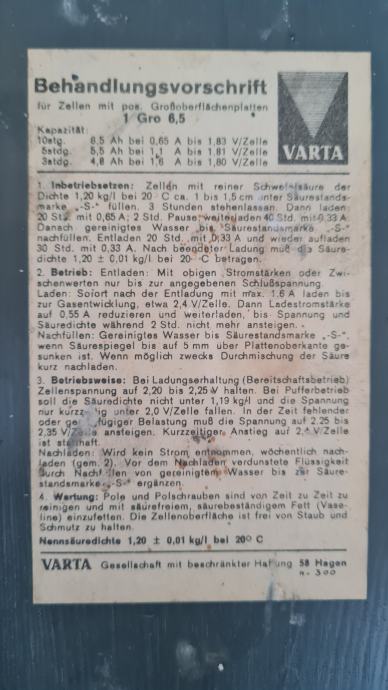 Behandlungsvorschrift
für Zellen mit pos. Großoberflächenplatten
1 Gro 6,5
VARTA
Kapazität:
10stg. 6,5 Ah bei 0,65 A bis 1,83 V/Zelle
5stdg. 5,5 Ah bei 1,1 A bis 1,81 V/Zelle
3stdg. 4,8 Ah bei 1,6 A bis 1,80 V/Zelle
1. Inbetriebsetzen: Zellen mit reiner Schwefelsäure der
Dichte 1,20 kg/l bei 20° C ca. 1 bis 1,5 cm unter Säurestands-
marke „-S-" füllen. 3 Stunden stehenlassen. Dann laden:
20 Std. mit 0,65 A; 2 Std. Pause; weiterladen 40 Std. mit 0,33 A.
Danach gereinigtes Wasser bis Säurestandsmarke „-S-"
nachfüllen. Entladen 20 Std. mit 0,33 A und wieder aufladen
30 Std. mit 0,33 A. Nach beendeter Ladung muß die Säure-
dichte 1,20 ± 0,01 kg/l bei 20° C betragen.
2. Betrieb: Entladen: Mit obigen Stromstärken oder Zwi-
schenwerten nur bis zur angegebenen Schlußspannung.
Laden: Sofort nach der Entladung mit max. 1,6 A laden bis
zur Gasentwicklung, etwa 2,4 V/Zelle. Dann Ladestromstärke
auf 0,55 A reduzieren und weiterladen, bis Spannung und
Säuredichte während 2 Std. nicht mehr ansteigen.
Nachfüllen: Gereinigtes Wasser bis Säurestandsmarke „-S-",
wenn Säurespiegel bis auf 5 mm über Plattenoberkante ge-
sunken ist. Wenn möglich zwecks Durchmischung der Säure
kurz nachladen.
3. Betriebsweise: Bei Ladungserhaltung (Bereitschaftsbetrieb)
Zellenspannung auf 2,20 bis 2,25 V halten. Bei Pufferbetrieb
soll die Säuredichte nicht unter 1,19 kg/l und die Spannung
nur kurzz ig unter 2,0 V/Zelle fallen. In der Zeit fehlender
oder ge fügiger Belastung muß die Spannung auf 2,25 bis
2,35 V/Zelle ansteigen. Kurzzeitiger Anstieg auf 2,4 V/Zelle
ist statthaft.
Nachladen: Wird kein Strom entnommen, wöchentlich nach-
laden (gem. 2). Vor dem Nachladen verdunstete Flüssigkeit
durch Nachfüllen von gereinigtem Wasser bis zur Säure-
standsmarke „-S-" ergänzen.
4. Wartung: Pole und Polschrauben sind von Zeit zu Zeit zu
reinigen und mit säurefreiem, säurebeständigem Fett (Vase-
line) einzufetten. Die Zellenoberfläche ist frei von Staub und
Schmutz zu halten.
Nennsäuredichte 1,20 ± 0,01 kg/l bei 20° C
VARTA Gesellschaft mit beschränkter Haftung 58 Hagen